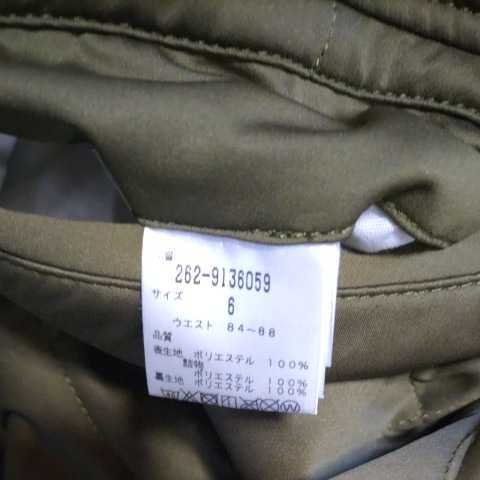 262-9136059
サイズ
6
ウエスト 84～88
品質
表生地 ポリエステル 100%
詰物
ポリエステル 100%
裏生地 ポリエステル 100%